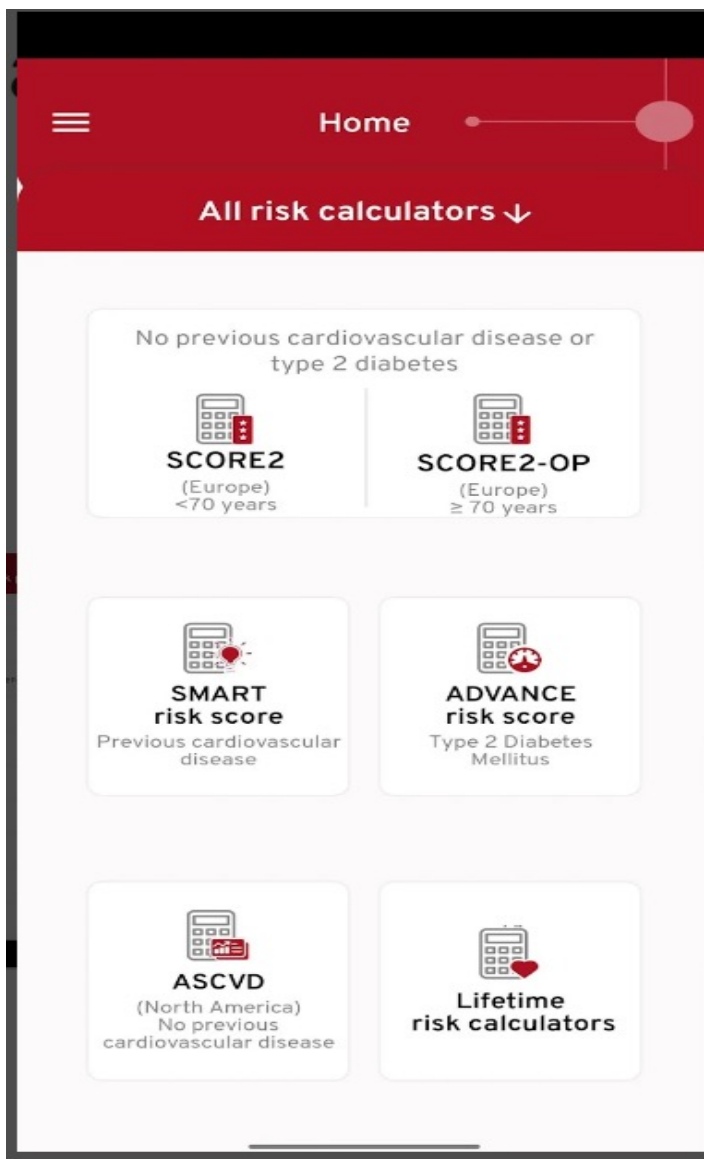 Home
All risk calculators ↓
No previous cardiovascular disease or
type 2 diabetes
SCORE2
(Europe)
<70 years
SCORE2-OP
(Europe)
≥ 70 years
SMART
risk score
Previous cardiovascular
disease
ADVANCE
risk score
Type 2 Diabetes
Mellitus
ASCVD
(North America)
No previous
cardiovascular disease
Lifetime
risk calculators